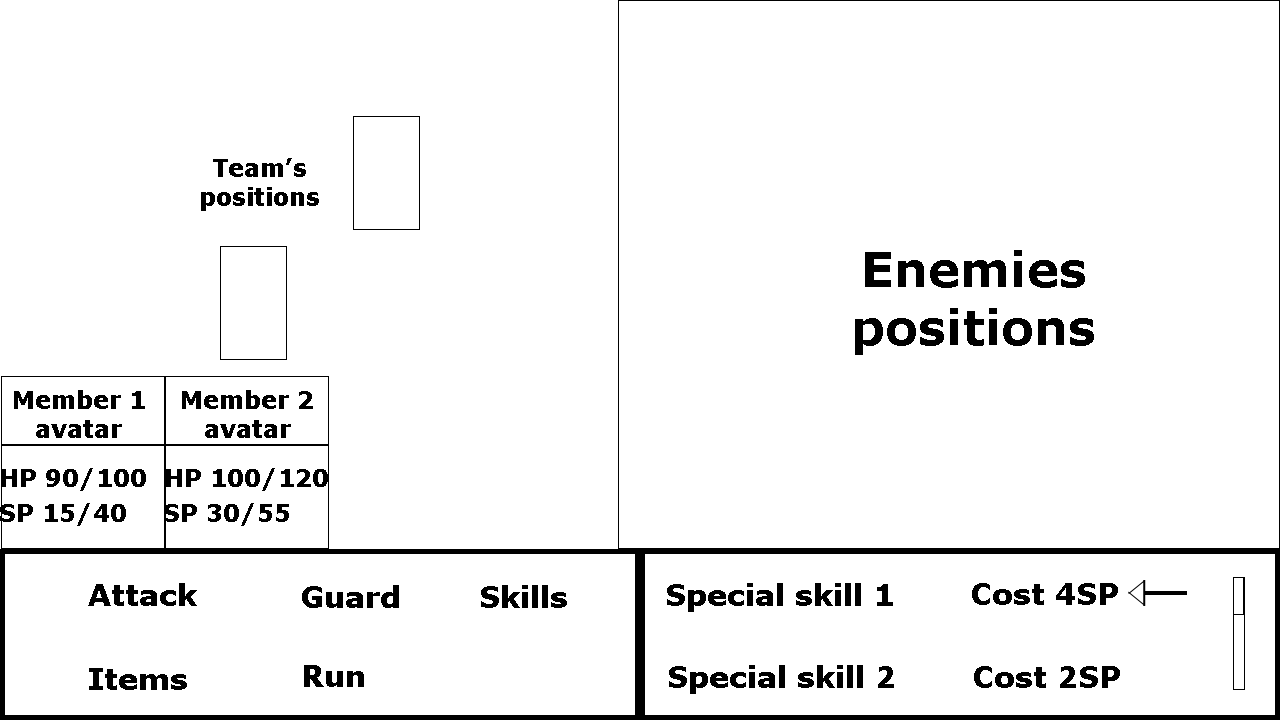 Team’s
positions
Enemies
positions
Member 1
avatar
Member 2
avatar
HP 90/100
SP 15/40
HP 100/120
SP 30/55
Attack
Guard
Skills
Items
Run
Special skill 1
Cost 4SP
Special skill 2
Cost 2SP